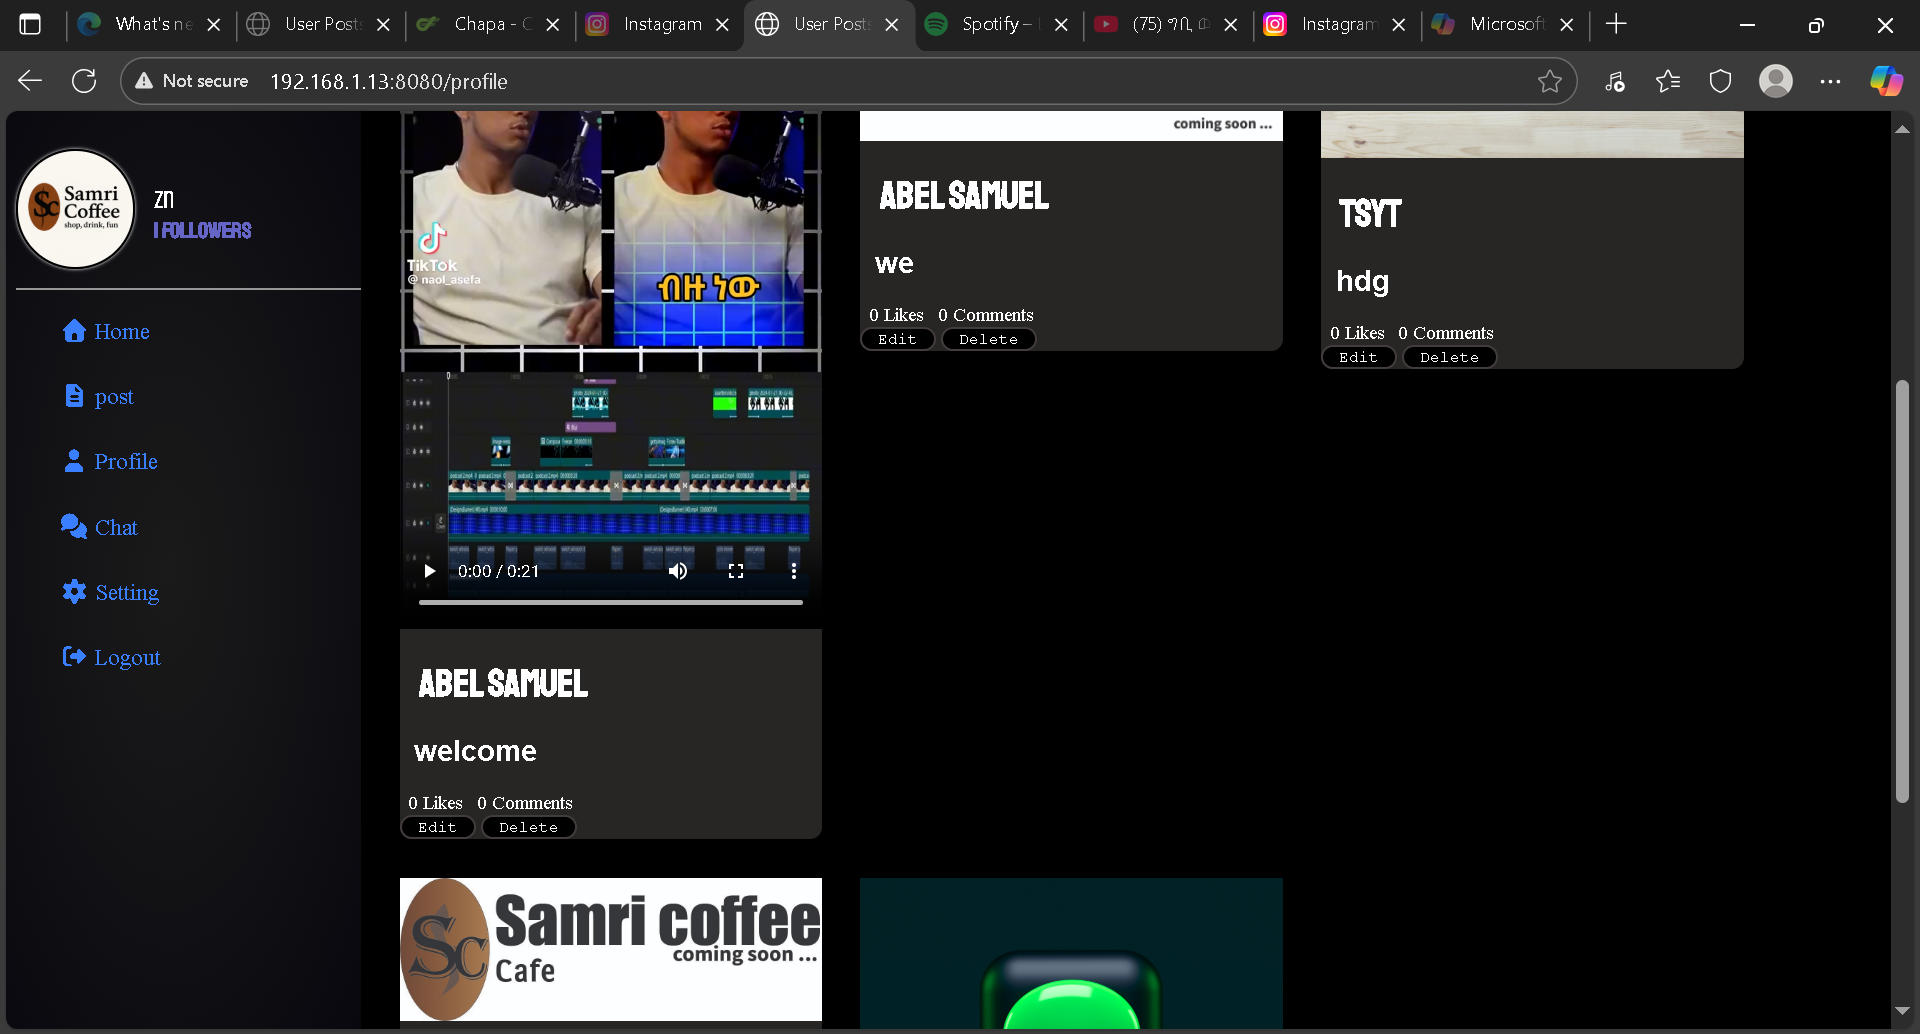 What's ne
User Posts
Chapa - C
Instagram
User Posts
Spotify –
(75) ግቢ
Instagram
Microsoft
Not secure
192.168.1.13:8080/profile
Samri
Coffee
shop, drink, fun
ZN
1 FOLLOWERS
Home
post
Profile
Chat
Setting
Logout
TikTok
@naol_asefa
ብዙ ነው
0:00 / 0:21
ABEL SAMUEL
welcome
0 Likes 0 Comments
Edit Delete
coming soon ...
ABEL SAMUEL
we
0 Likes 0 Comments
Edit Delete
TSYT
hdg
0 Likes 0 Comments
Edit Delete
Sc
Samri coffee
coming soon ...
Cafe